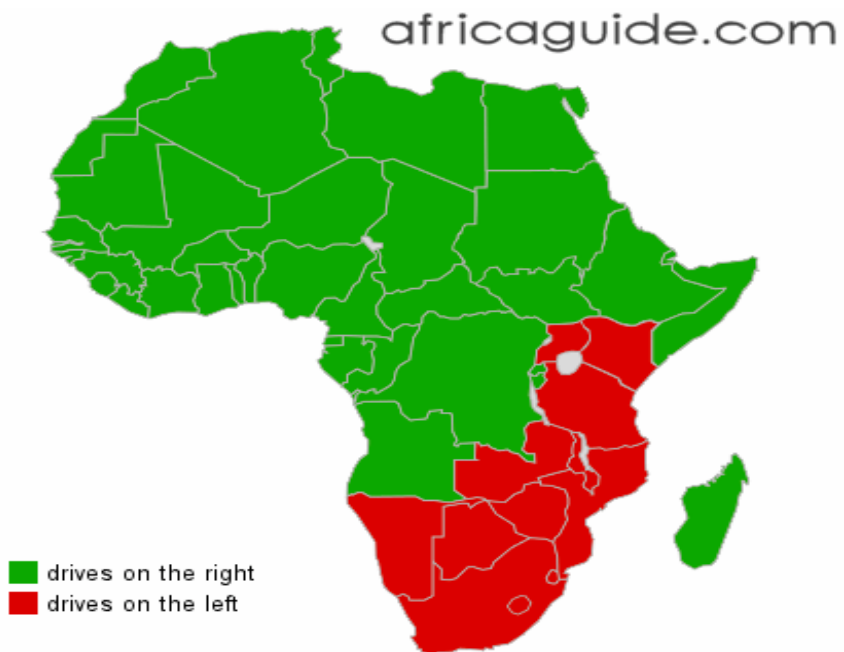 africaguide.com
drives on the right
drives on the left